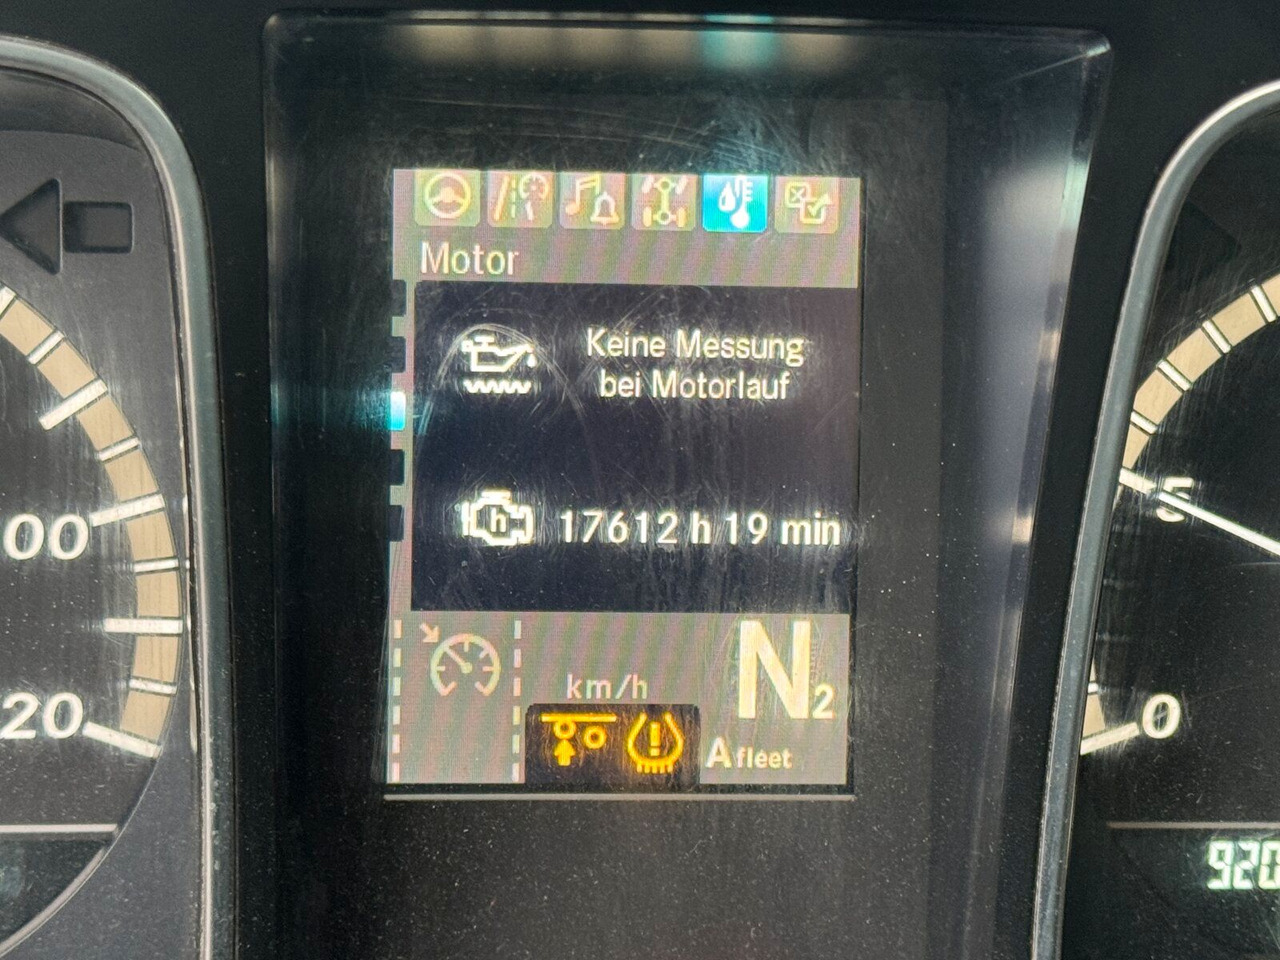 Motor
Keine Messung
bei Motorlauf
h 17612 h 19 min
km/h
N2
A fleet
00
20
5
0
920